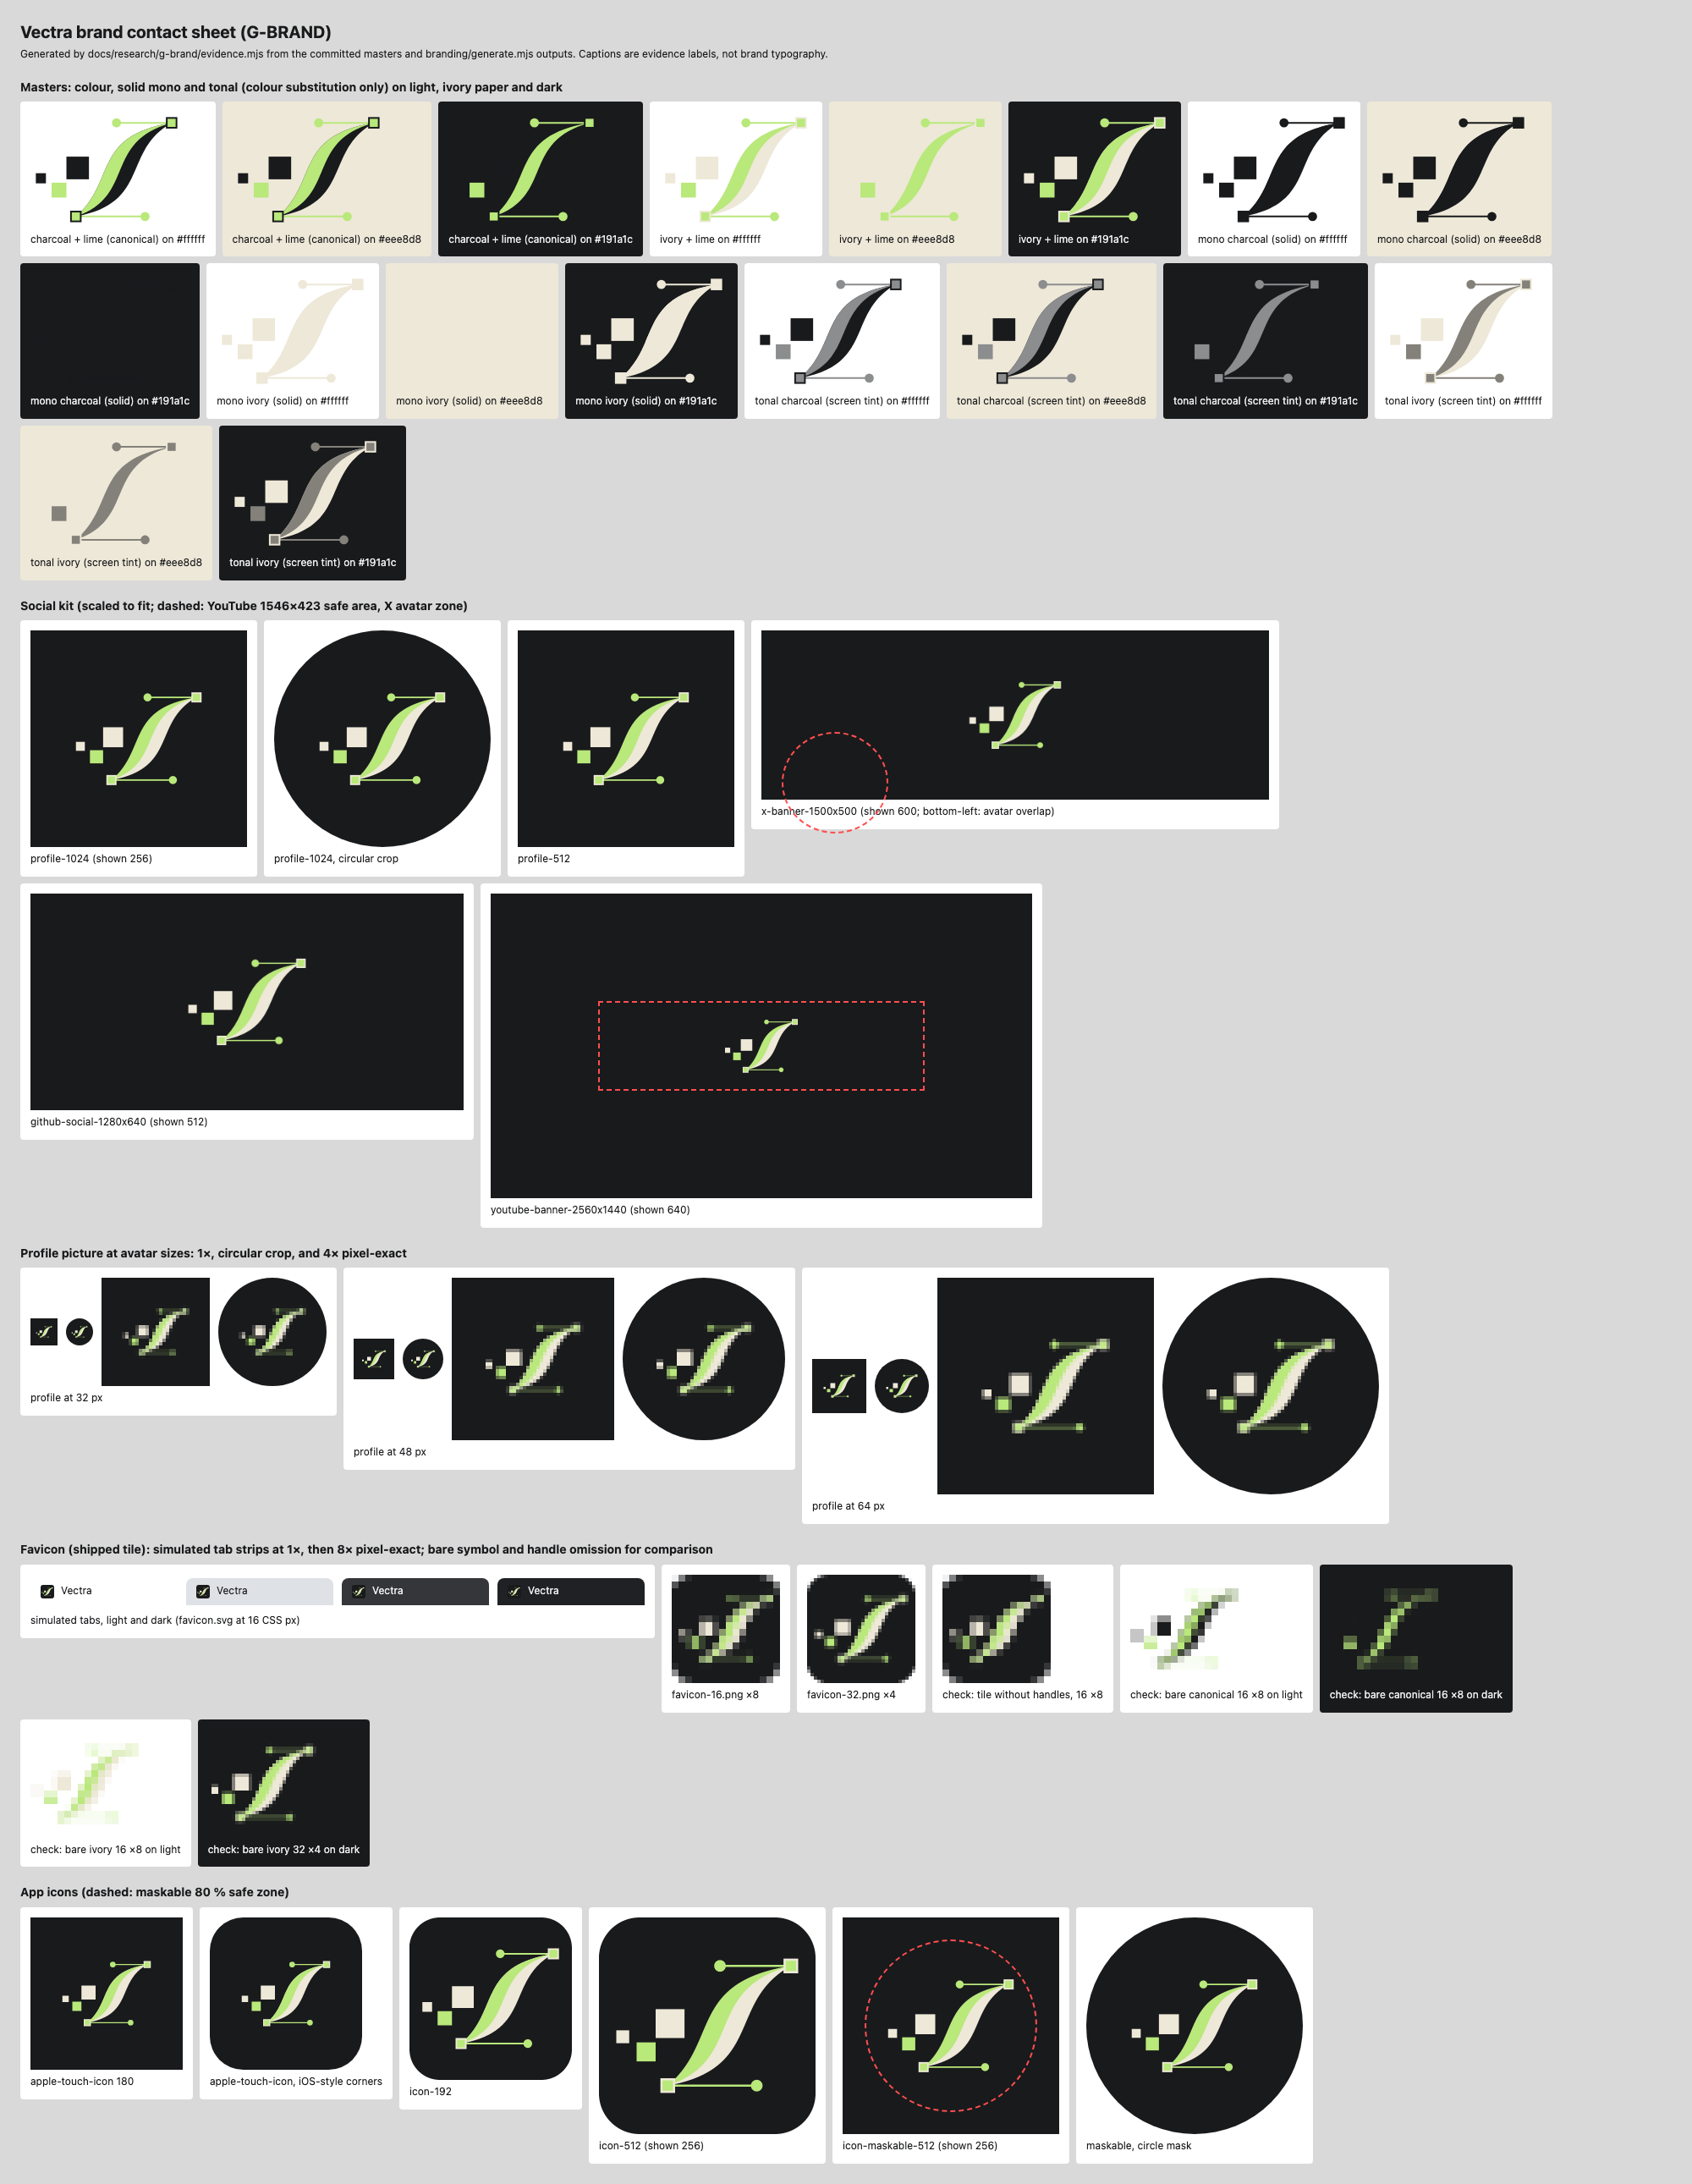 Vectra brand contact sheet (G-BRAND)
Generated by docs/research/g-brand/evidence.mjs from the committed masters and branding/generate.mjs outputs. Captions are evidence labels, not brand typography.
Masters: colour, solid mono and tonal (colour substitution only) on light, ivory paper and dark
charcoal + lime (canonical) on #ffffff
charcoal + lime (canonical) on #eee8d8
charcoal + lime (canonical) on #191a1c
ivory + lime on #ffffff
ivory + lime on #eee8d8
ivory + lime on #191a1c
mono charcoal (solid) on #ffffff
mono charcoal (solid) on #eee8d8
mono charcoal (solid) on #191a1c
mono ivory (solid) on #ffffff
mono ivory (solid) on #eee8d8
mono ivory (solid) on #191a1c
tonal charcoal (screen tint) on #ffffff
tonal charcoal (screen tint) on #eee8d8
tonal charcoal (screen tint) on #191a1c
tonal ivory (screen tint) on #ffffff
tonal ivory (screen tint) on #eee8d8
tonal ivory (screen tint) on #191a1c
Social kit (scaled to fit; dashed: YouTube 1546×423 safe area, X avatar zone)
profile-1024 (shown 256)
profile-1024, circular crop
profile-512
x-banner-1500x500 (shown 600; bottom-left: avatar overlap)
github-social-1280x640 (shown 512)
youtube-banner-2560x1440 (shown 640)
Profile picture at avatar sizes: 1×, circular crop, and 4× pixel-exact
profile at 32 px
profile at 48 px
profile at 64 px
Favicon (shipped tile): simulated tab strips at 1×, then 8× pixel-exact; bare symbol and handle omission for comparison
Vectra
Vectra
Vectra
Vectra
simulated tabs, light and dark (favicon.svg at 16 CSS px)
favicon-16.png ×8
favicon-32.png ×4
check: tile without handles, 16 ×8
check: bare canonical 16 ×8 on light
check: bare canonical 16 ×8 on dark
check: bare ivory 16 ×8 on light
check: bare ivory 32 ×4 on dark
App icons (dashed: maskable 80 % safe zone)
apple-touch-icon 180
apple-touch-icon, iOS-style corners
icon-192
icon-512 (shown 256)
icon-maskable-512 (shown 256)
maskable, circle mask